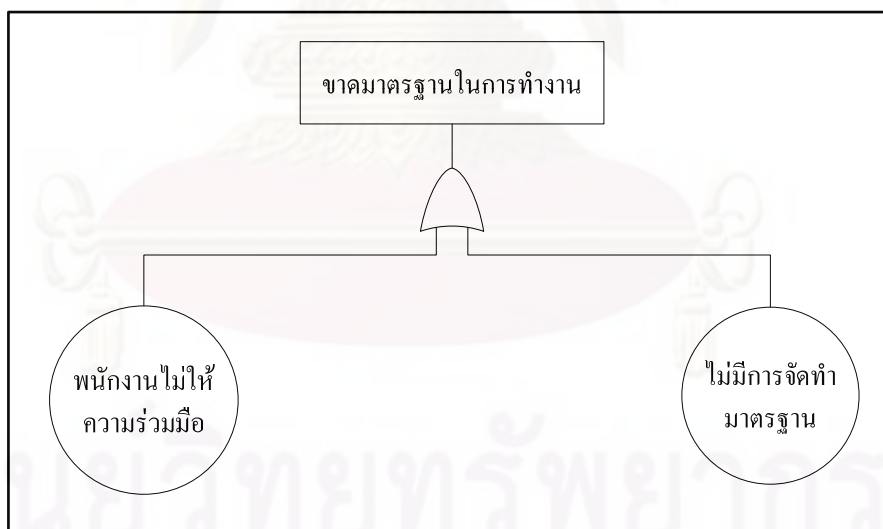 ขาดมาตรฐานในการทำงาน
พนักงานไม่ให้
ความร่วมมือ
ไม่มีการจัดทำ
มาตรฐาน